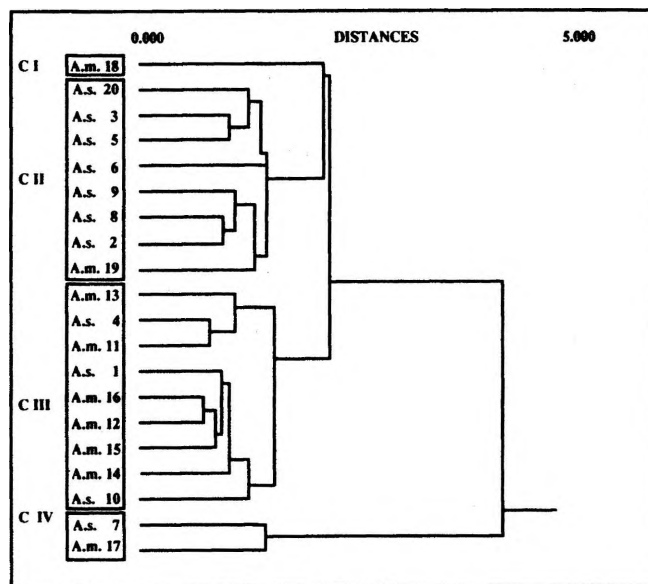 0.000 DISTANCES 5.000
C I A.m. 18
A.s. 20
A.s. 3
A.s. 5
A.s. 6
C II A.s. 9
A.s. 8
A.s. 2
A.m. 19
A.m. 13
A.s. 4
A.m. 11
A.s. 1
A.m. 16
C III A.m. 12
A.m. 15
A.m. 14
A.s. 10
C IV A.s. 7
A.m. 17